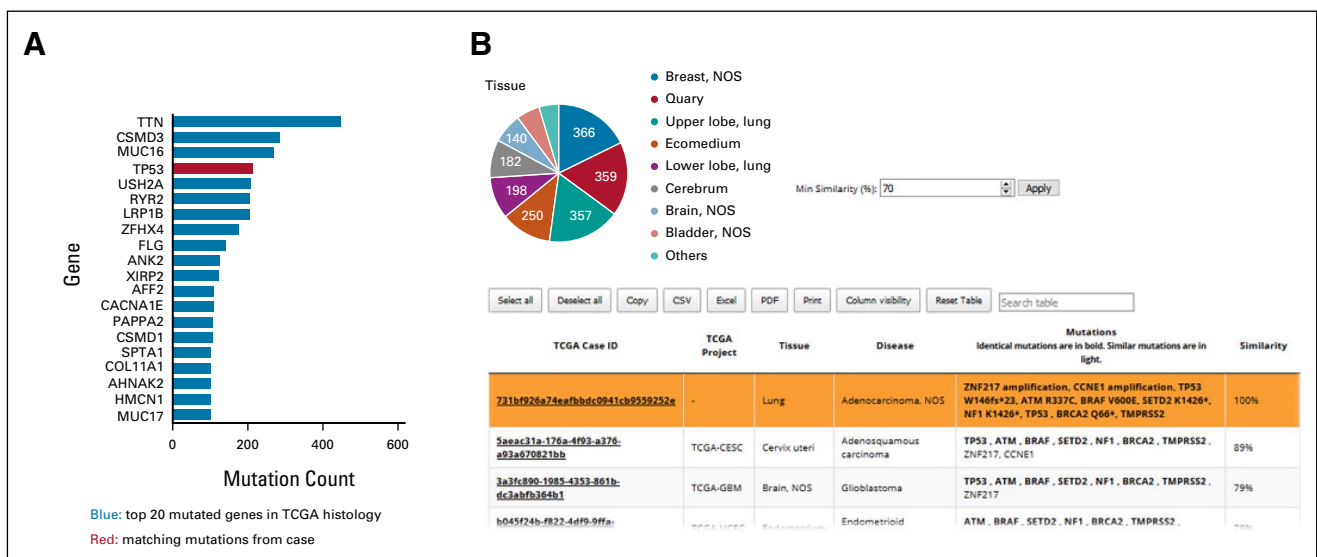 A
TTN
CSMD3
MUC16
TP53
USH2A
RYR2
LRP1B
ZFHX4
FLG
ANK2
XIRP2
AFF2
CACNA1E
PAPPA2
CSMD1
SPTA1
COL11A1
AHNAK2
HMCN1
MUC17
Gene
0 200 400 600
Mutation Count
Blue: top 20 mutated genes in TCGA histology
Red: matching mutations from case
B
Tissue
366
359
357
250
198
182
140
Breast, NOS
Quary
Upper lobe, lung
Ecomedium
Lower lobe, lung
Cerebrum
Brain, NOS
Bladder, NOS
Others
Min Similarity (%): 70 Apply
Select all Deselect all Copy CSV Excel PDF Print Column visibility Reset Table Search table
TCGA Case ID
TCGA
Project
Tissue
Disease
Mutations
Identical mutations are in bold. Similar mutations are in
light.
Similarity
731bf926a74eafbbdc0941cb9559252e
-
Lung
Adenocarcinoma, NOS
ZNF217 amplification, CCNE1 amplification, TP53
W146fs*23, ATM R337C, BRAF V600E, SETD2 K1426*,
NF1 K1426*, TP53 , BRCA2 Q66*, TMPRSS2
100%
5aeac31a-176a-4f93-a376-
a93a670821bb
TCGA-CESC
Cervix uteri
Adenosquamous
carcinoma
TP53 , ATM , BRAF , SETD2 , NF1 , BRCA2 , TMPRSS2 ,
ZNF217, CCNE1
89%
3a3fc890-1985-4353-861b-
dc3abfb364b1
TCGA-GBM
Brain, NOS
Glioblastoma
TP53 , ATM , BRAF , SETD2 , NF1 , BRCA2 , TMPRSS2 ,
ZNF217
79%
b045f24b-f822-4df9-9ffa-
Endometrioid
ATM , BRAF , SETD2 , NF1 , BRCA2 , TMPRSS2 ,